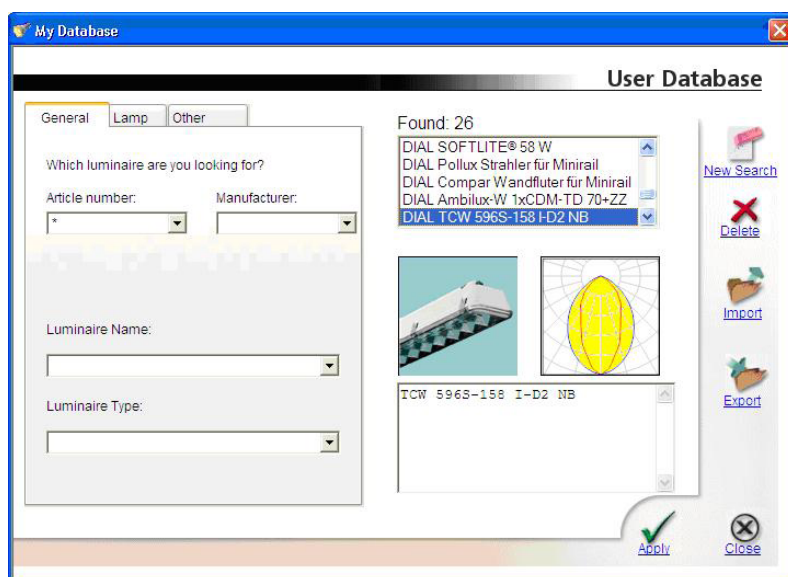 My Database
User Database
General
Lamp
Other
Which luminaire are you looking for?
Article number:
Manufacturer:
*
Luminaire Name:
Luminaire Type:
Found: 26
DIAL SOFTLITE® 58 W
DIAL Pollux Strahler für Minirail
DIAL Compar Wandfluter für Minirail
DIAL Ambilux-W 1xCDM-TD 70+ZZ
DIAL TCW 596S-158 I-D2 NB
TCW 596S-158 I-D2 NB
New Search
Delete
Import
Export
Apply
Close